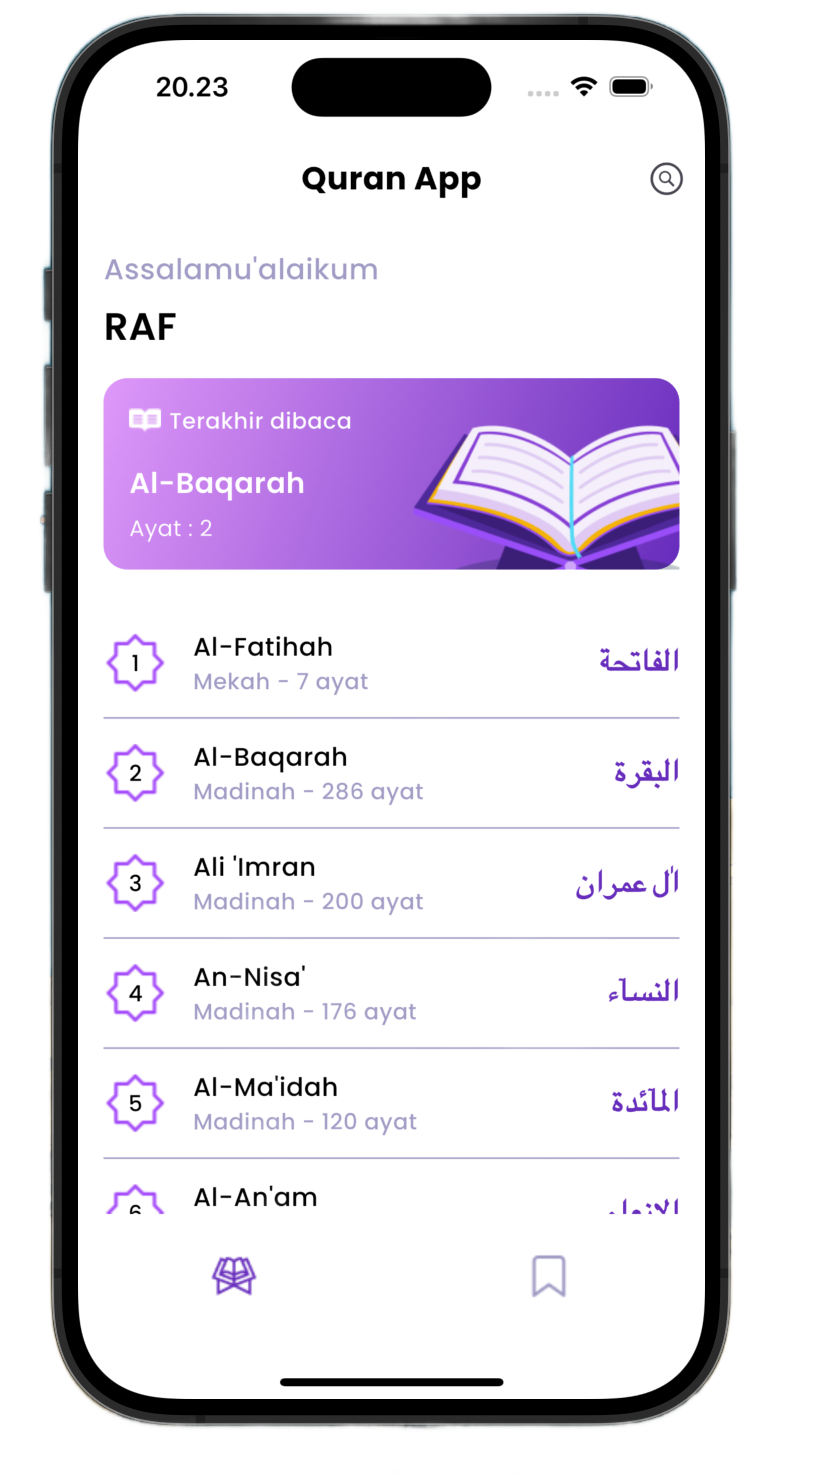 20.23
Quran App
Assalamu'alaikum
RAF
Terakhir dibaca
Al-Baqarah
Ayat : 2
1
Al-Fatihah
Mekah - 7 ayat
الفاتحة
2
Al-Baqarah
Madinah - 286 ayat
البقرة
3
Ali 'Imran
Madinah - 200 ayat
اٰل عمران
4
An-Nisa'
Madinah - 176 ayat
النساۤء
5
Al-Ma'idah
Madinah - 120 ayat
الماۤئدة
6
Al-An'am